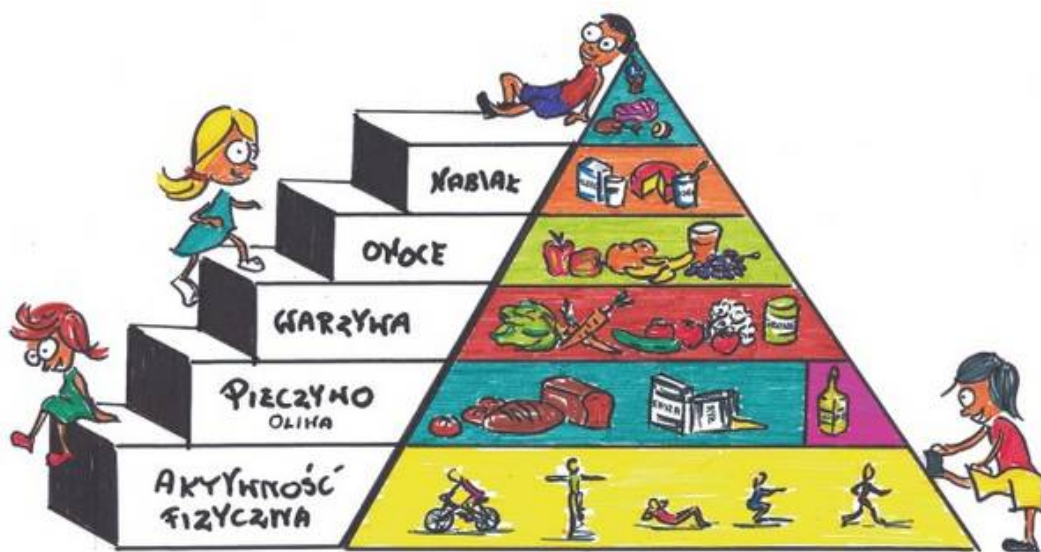 NABIAŁ
OWOCE
WARZYWA
PIECZYWO
OLIWA
AKTYWNOŚĆ
FIZYCZNA